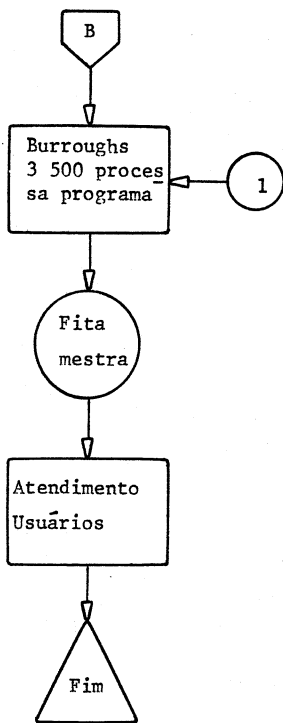 B
Burroughs
3 500 proces
sa programa
1
Fita
mestra
Atendimento
Usuários
Fim